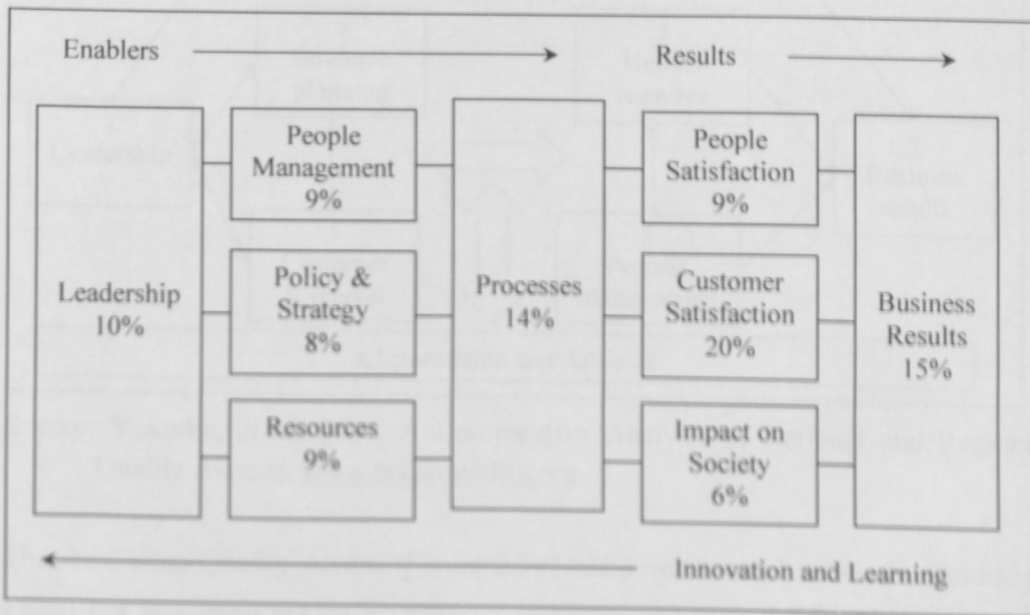 Enablers
Results
People
Management
9%
People
Satisfaction
9%
Leadership
10%
Policy &
Strategy
8%
Processes
14%
Customer
Satisfaction
20%
Business
Results
15%
Resources
9%
Impact on
Society
6%
Innovation and Learning